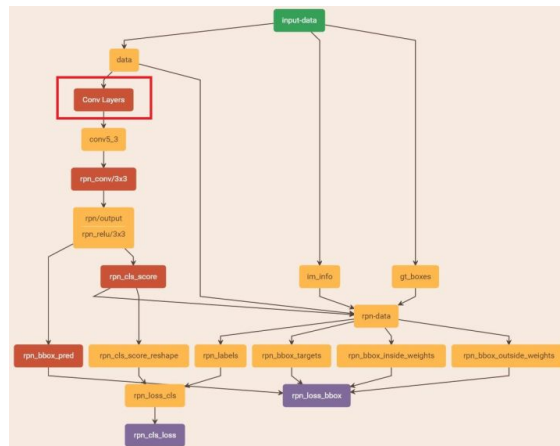 input-data
data
Conv Layers
conv5_3
rpn_conv/3x3
rpn/output
rpn_relu/3x3
rpn_cls_score
im_info
gt_boxes
rpn-data
rpn_bbox_pred
rpn_cls_score_reshape
rpn_labels
rpn_bbox_targets
rpn_bbox_inside_weights
rpn_bbox_outside_weights
rpn_loss_cls
rpn_loss_bbox
rpn_cls_loss